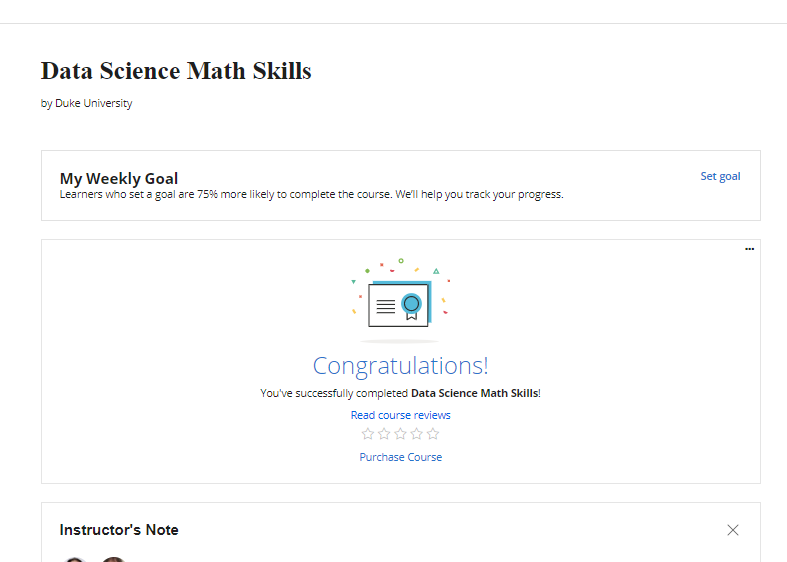 Data Science Math Skills
by Duke University
My Weekly Goal
Set goal
Learners who set a goal are 75% more likely to complete the course. We'll help you track your progress.
Congratulations!
You've successfully completed Data Science Math Skills!
Read course reviews
Purchase Course
Instructor's Note